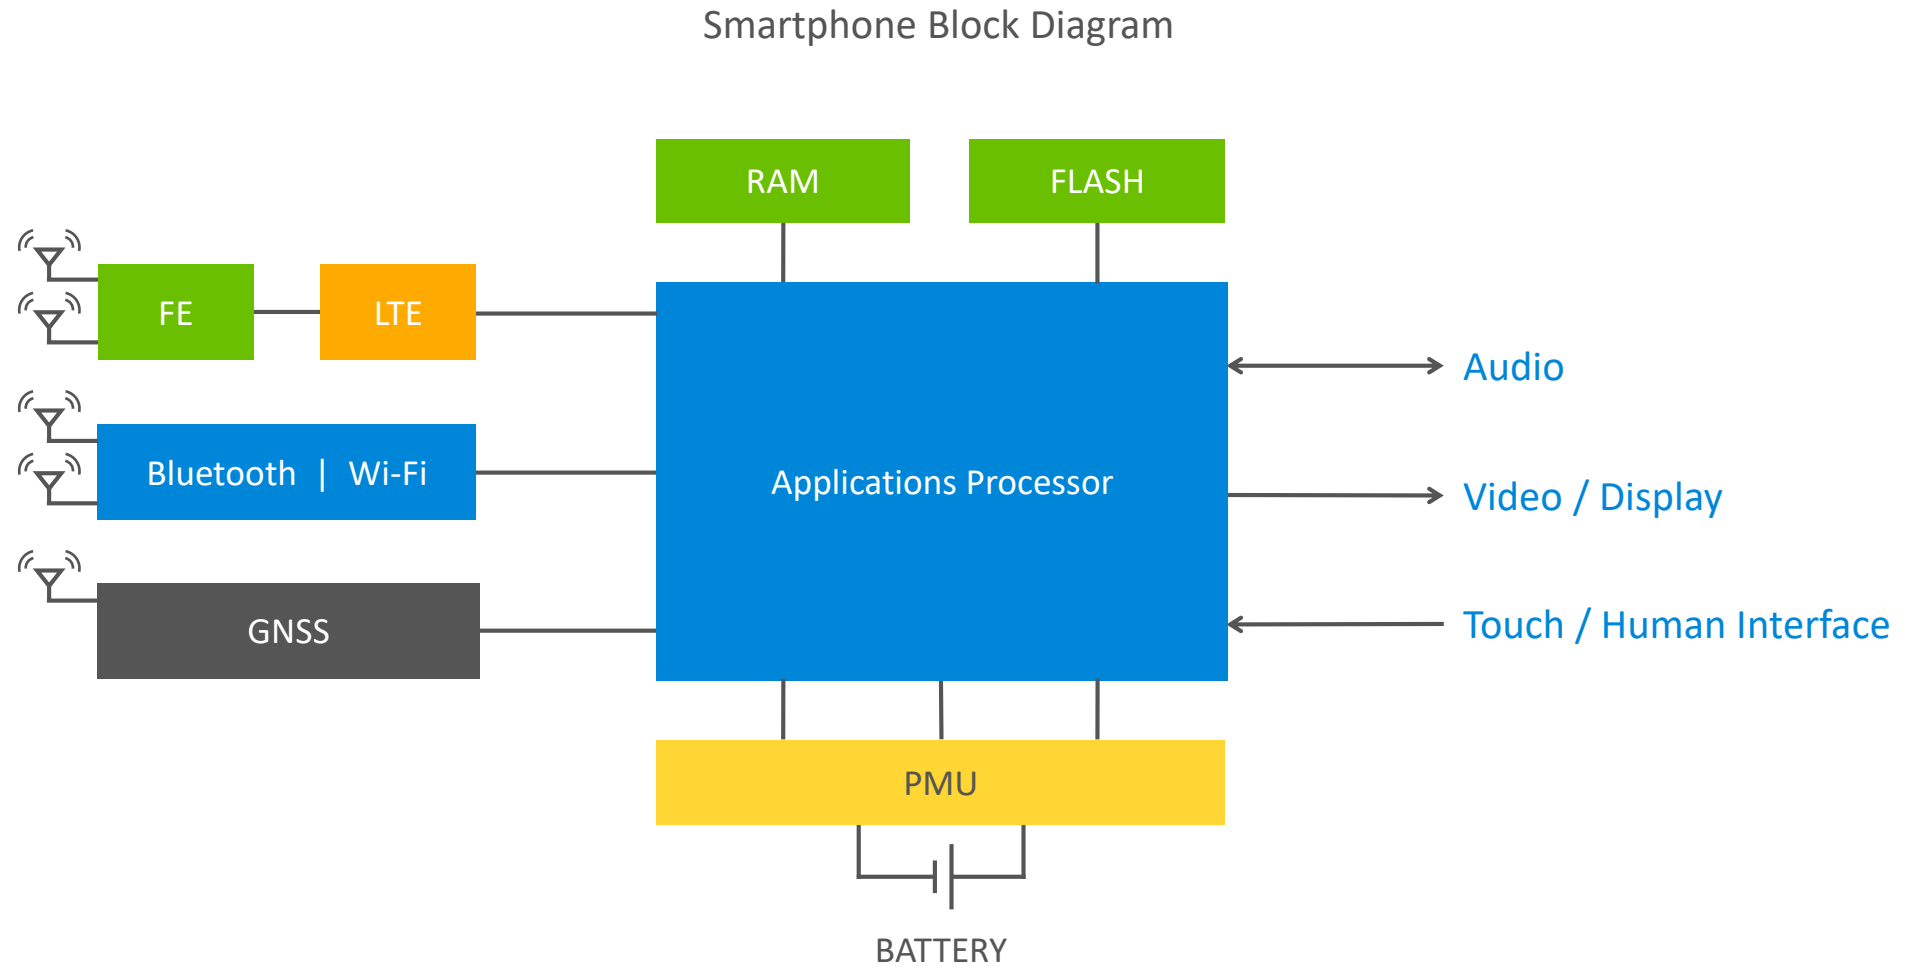 Smartphone Block Diagram
RAM
FLASH
FE
LTE
Audio
Bluetooth | Wi-Fi
Applications Processor
Video / Display
GNSS
Touch / Human Interface
PMU
BATTERY